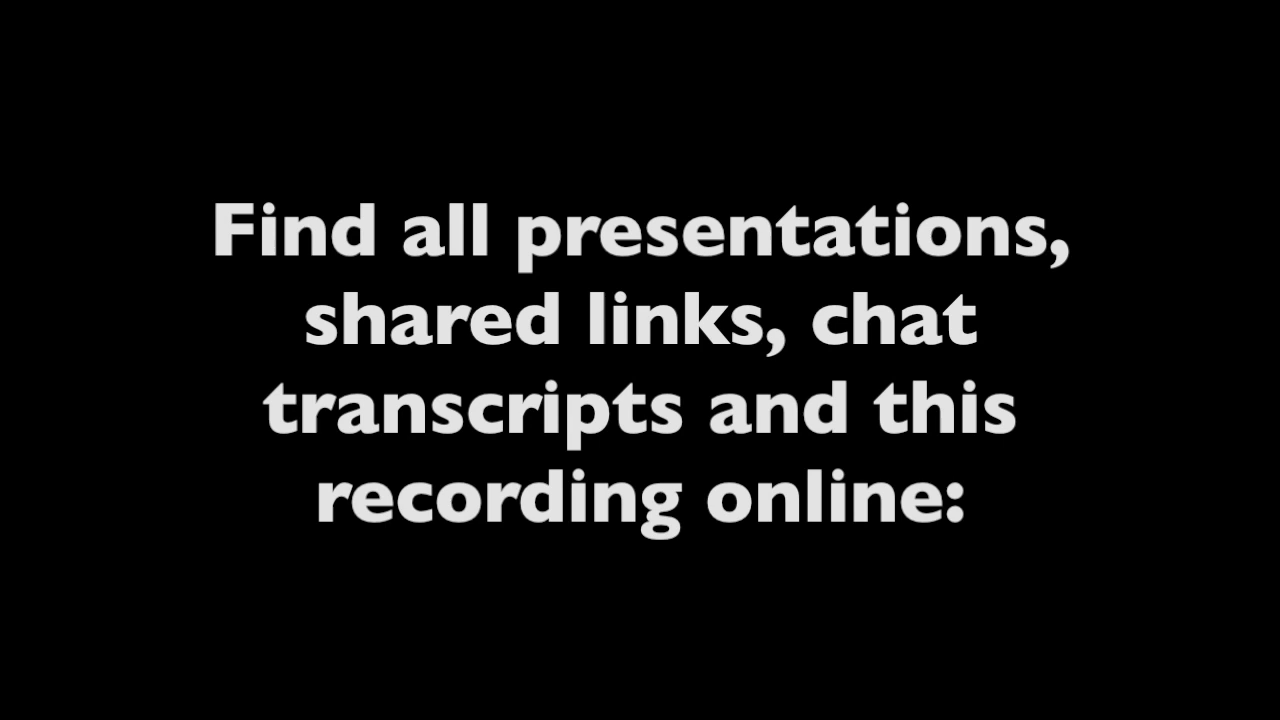 Find all presentations,
shared links, chat
transcripts and this
recording online: